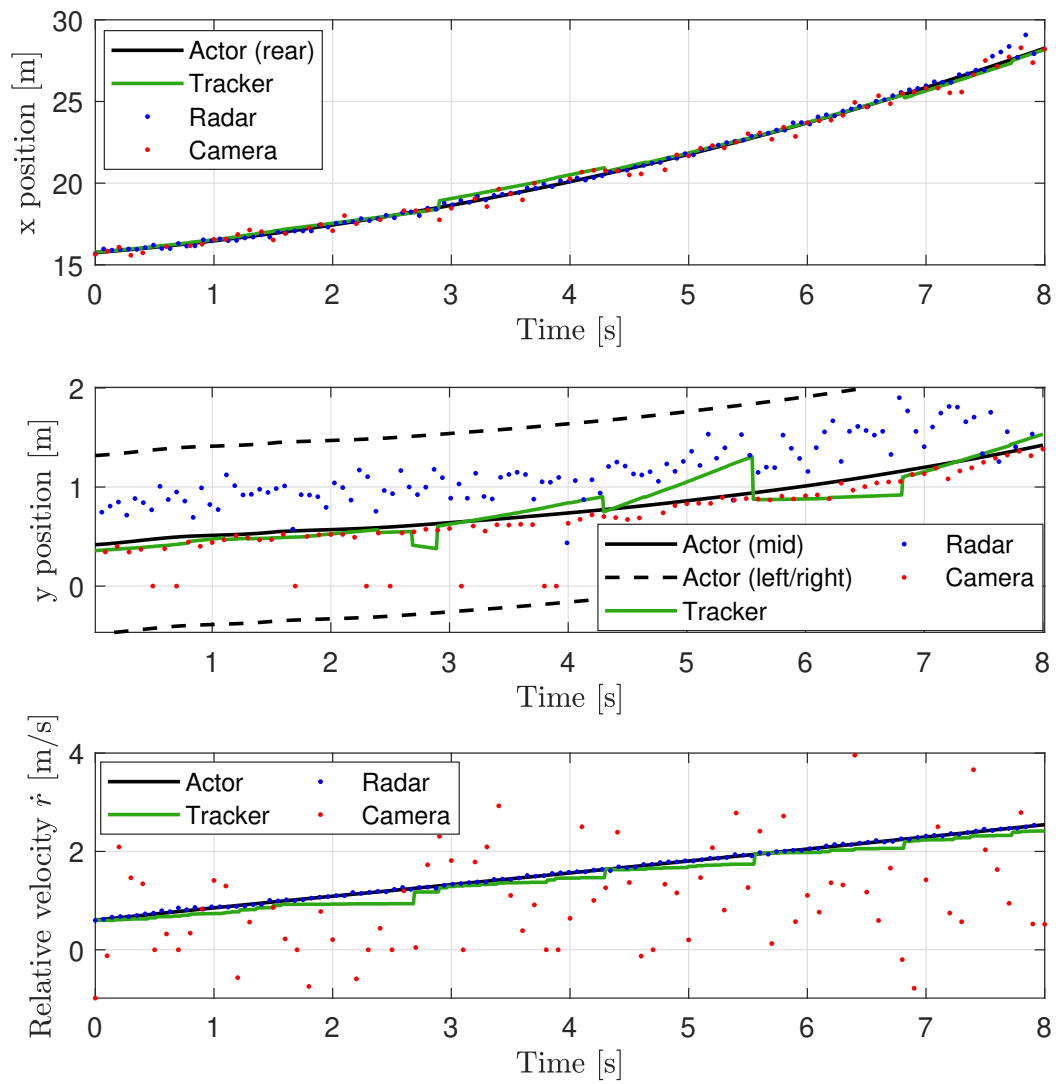 x position [m]
30
25
20
15
Actor (rear)
Tracker
Radar
Camera
0 1 2 3 4 5 6 7 8
Time [s]
y position [m]
2
1
0
Actor (mid)
Actor (left/right)
Tracker
Radar
Camera
1 2 3 4 5 6 7 8
Time [s]
Relative velocity ṙ [m/s]
4
2
0
Actor
Tracker
Radar
Camera
0 1 2 3 4 5 6 7 8
Time [s]